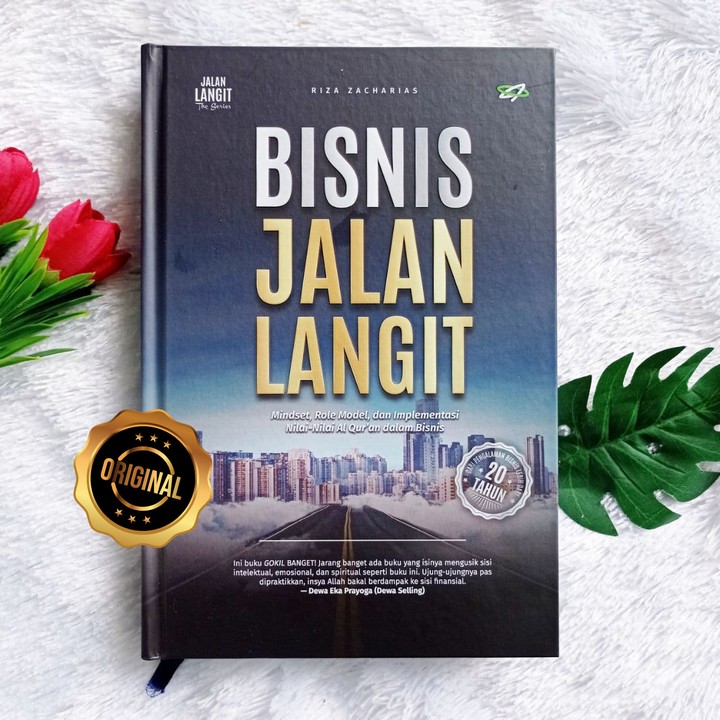 JALAN
LANGIT
The Series
RIZA ZACHARIAS
BISNIS
JALAN
LANGIT
Mindset, Role Model, dan Implementasi
Nilai-Nilai Al Qur'an dalam Bisnis
ORIGINAL
20
TAHUN
Ini buku GOKIL BANGET! Jarang banget ada buku yang isinya mengusik sisi
intelektual, emosional, dan spiritual seperti buku ini. Ujung-ujungnya pas
dipraktikkan, insya Allah bakal berdampak ke sisi finansial.
— Dewa Eka Prayoga (Dewa Selling)